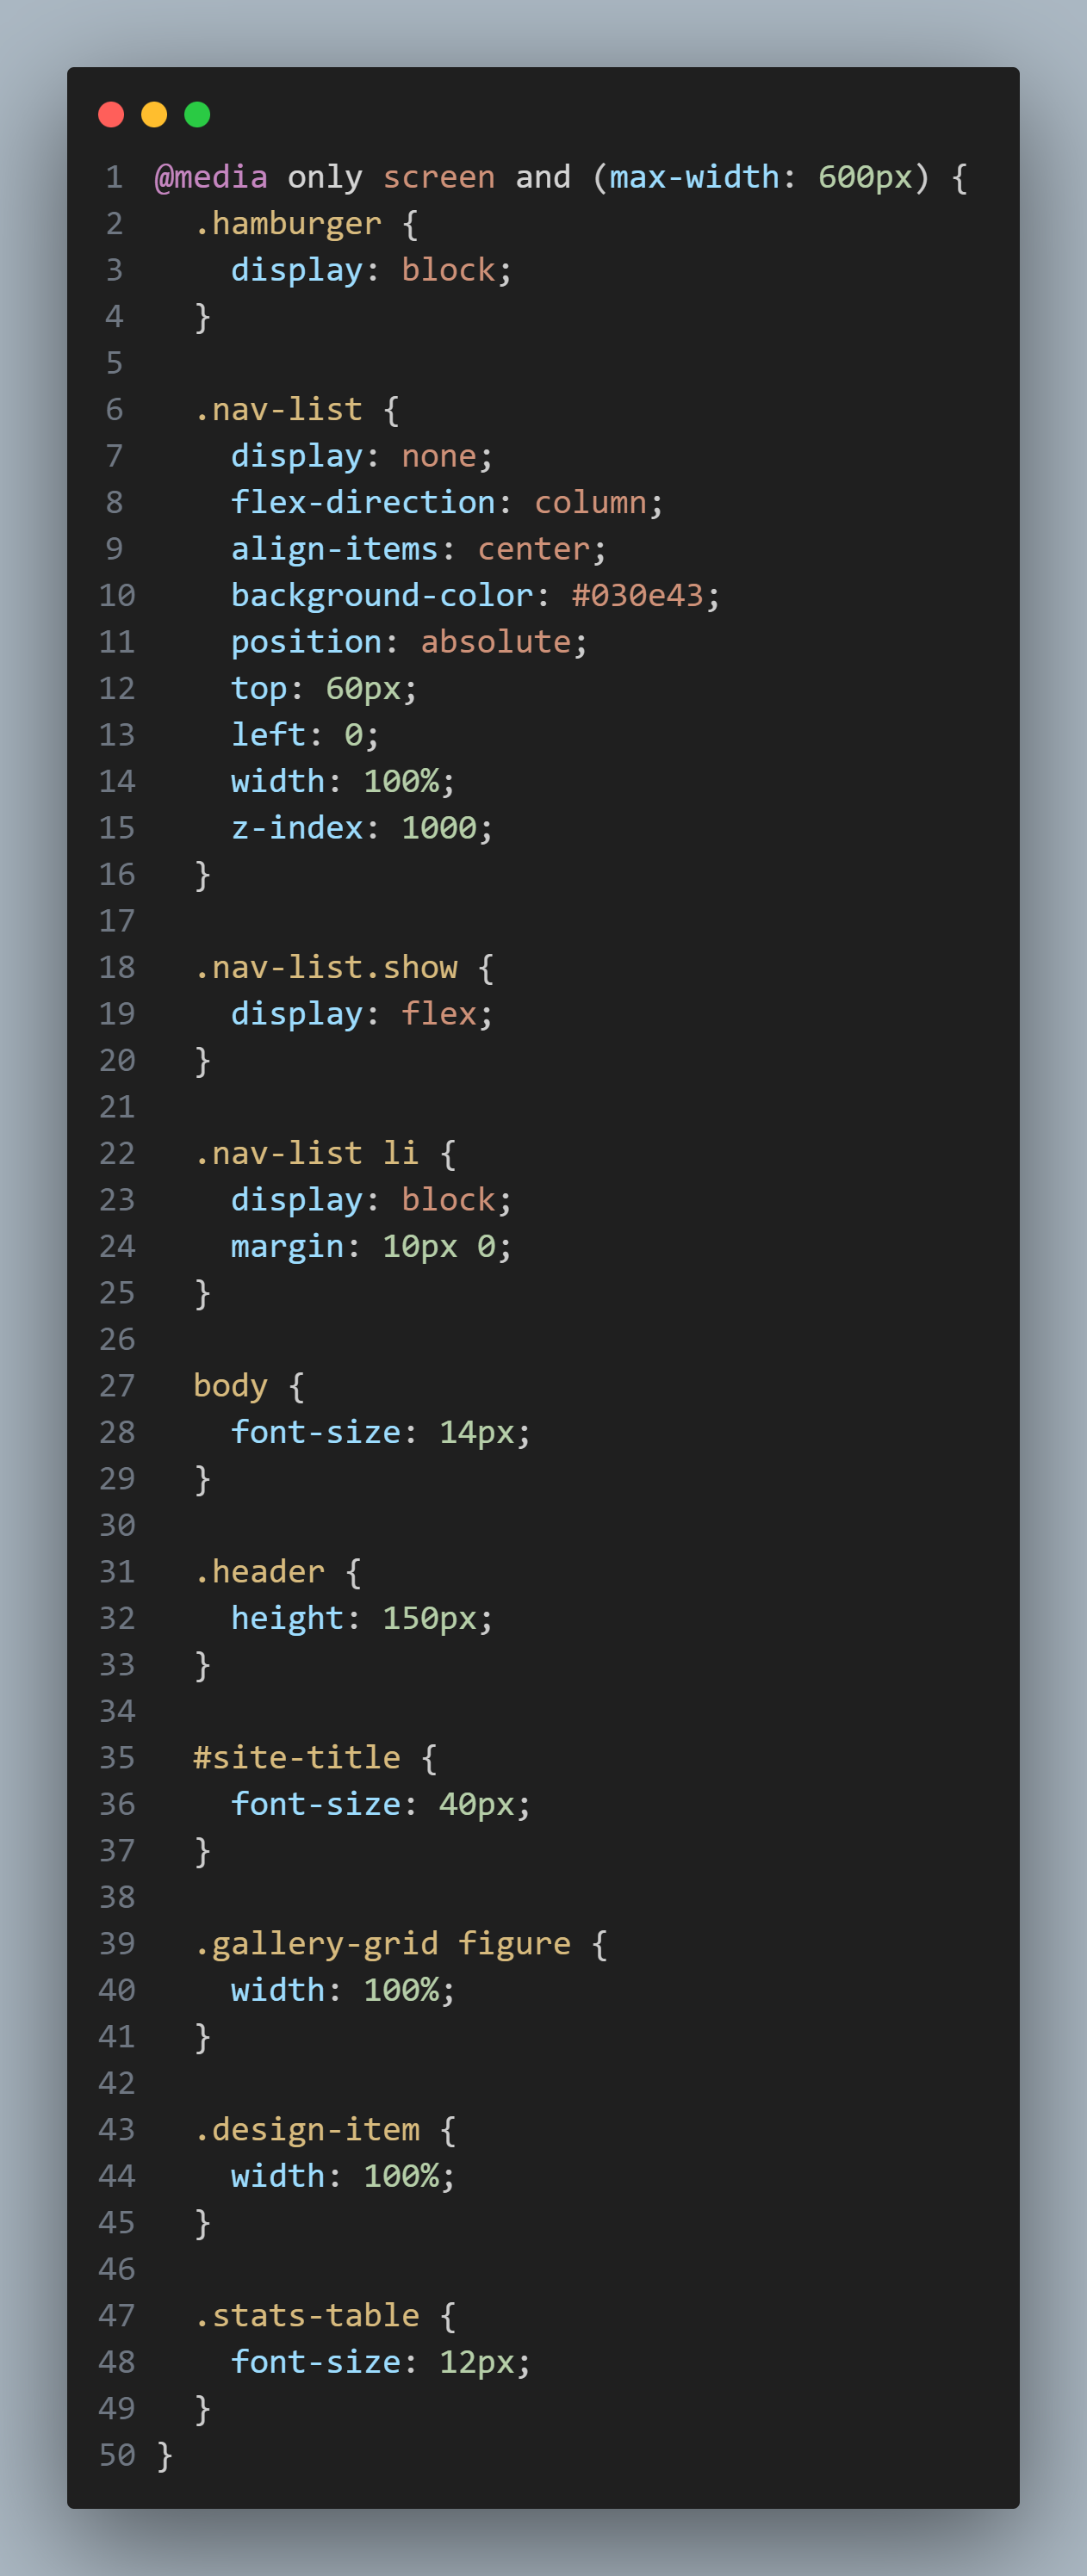 1 @media only screen and (max-width: 600px) {
2   .hamburger {
3     display: block;
4   }
5
6   .nav-list {
7     display: none;
8     flex-direction: column;
9     align-items: center;
10     background-color: #030e43;
11     position: absolute;
12     top: 60px;
13     left: 0;
14     width: 100%;
15     z-index: 1000;
16   }
17
18   .nav-list.show {
19     display: flex;
20   }
21
22   .nav-list li {
23     display: block;
24     margin: 10px 0;
25   }
26
27   body {
28     font-size: 14px;
29   }
30
31   .header {
32     height: 150px;
33   }
34
35   #site-title {
36     font-size: 40px;
37   }
38
39   .gallery-grid figure {
40     width: 100%;
41   }
42
43   .design-item {
44     width: 100%;
45   }
46
47   .stats-table {
48     font-size: 12px;
49   }
50 }